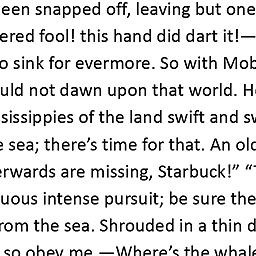 een snapped off, leaving but one
ered fool! this hand did dart it!—
o sink for evermore. So with Mob
uld not dawn upon that world. H
sissippies of the land swift and sw
e sea; there’s time for that. An old
erwards are missing, Starbuck!” “T
uous intense pursuit; be sure the
rom the sea. Shrouded in a thin d
so obey me.—Where’s the whale